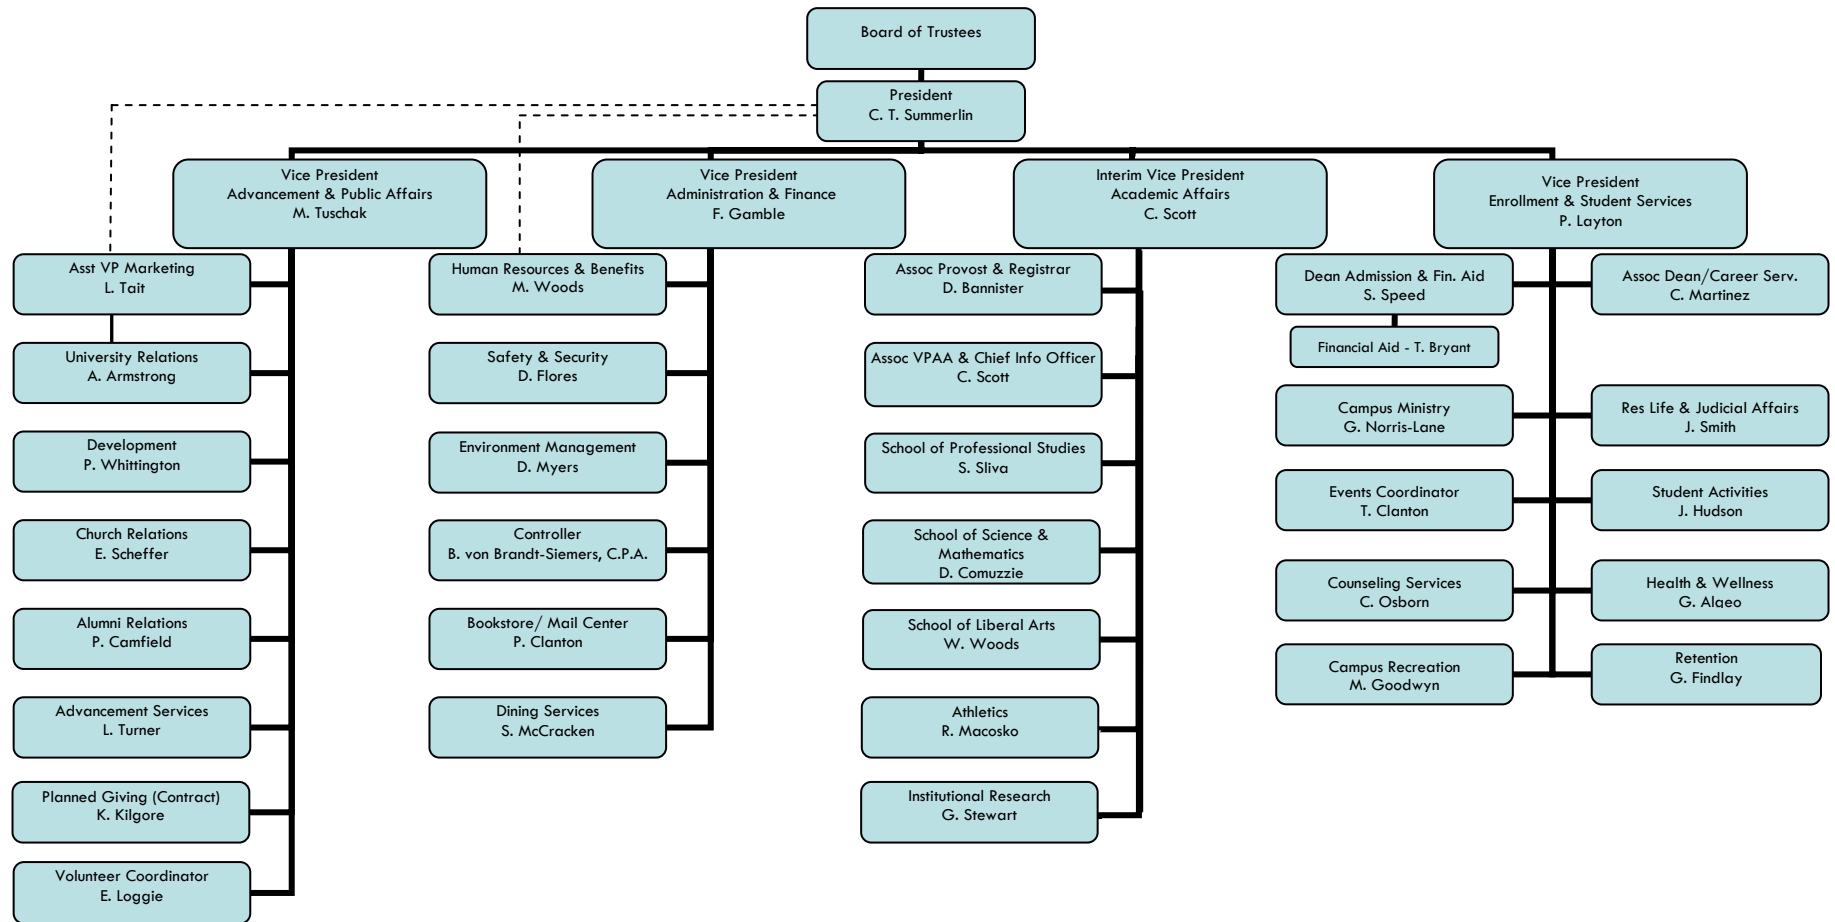 Board of Trustees
President
C. T. Summerlin
Vice President
Advancement & Public Affairs
M. Tuschak
Vice President
Administration & Finance
F. Gamble
Interim Vice President
Academic Affairs
C. Scott
Vice President
Enrollment & Student Services
P. Layton
Asst VP Marketing
L. Tait
University Relations
A. Armstrong
Development
P. Whittington
Church Relations
E. Scheffer
Alumni Relations
P. Camfield
Advancement Services
L. Turner
Planned Giving (Contract)
K. Kilgore
Volunteer Coordinator
E. Loggie
Human Resources & Benefits
M. Woods
Safety & Security
D. Flores
Environment Management
D. Myers
Controller
B. von Brandt-Siemers, C.P.A.
Bookstore/ Mail Center
P. Clanton
Dining Services
S. McCracken
Assoc Provost & Registrar
D. Bannister
Assoc VPAA & Chief Info Officer
C. Scott
School of Professional Studies
S. Sliva
School of Science &
Mathematics
D. Comuzzie
School of Liberal Arts
W. Woods
Athletics
R. Macosko
Institutional Research
G. Stewart
Dean Admission & Fin. Aid
S. Speed
Financial Aid - T. Bryant
Campus Ministry
G. Norris-Lane
Events Coordinator
T. Clanton
Counseling Services
C. Osborn
Campus Recreation
M. Goodwyn
Assoc Dean/Career Serv.
C. Martinez
Res Life & Judicial Affairs
J. Smith
Student Activities
J. Hudson
Health & Wellness
G. Algeo
Retention
G. Findlay